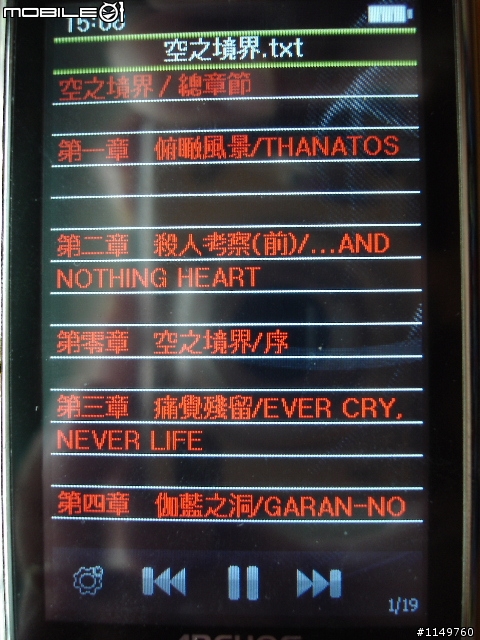 MOBILE01
15:08
空之境界.txt
空之境界/總章節
第一章 俯瞰風景/THANATOS
第二章 殺人考察(前)/...AND
NOTHING HEART
第零章 空之境界/序
第三章 痛覺殘留/EVER CRY,
NEVER LIFE
第四章 伽藍之洞/GARAN-NO
1/19
ARCHOS
#1149760